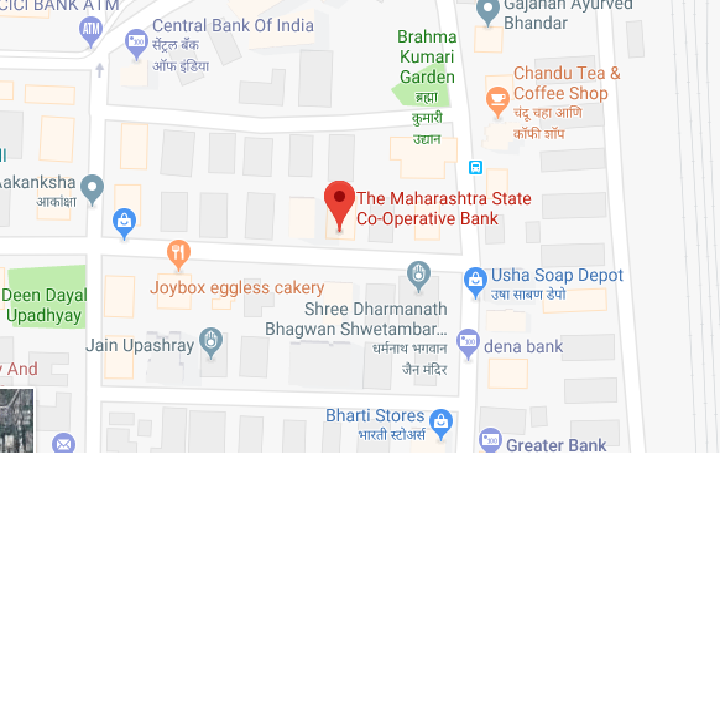 ICICI BANK ATM
ATM
Central Bank Of India
सेंट्रल बैंक
ऑफ इंडिया
Gajanan Ayurved
Bhandar
Brahma
Kumari
Garden
ब्रह्मा
कुमारी
उद्यान
Chandu Tea &
Coffee Shop
चंदू चहा आणि
कॉफी शॉप
Aakanksha
आकांक्षा
The Maharashtra State
Co-Operative Bank
Joybox eggless cakery
Usha Soap Depot
उषा साबण डेपो
Deen Dayal
Upadhyay
Shree Dharmanath
Bhagwan Shwetambar...
धर्मनाथ भगवान
जैन मंदिर
Jain Upashray
dena bank
And
Bharti Stores
भारती स्टोअर्स
Greater Bank